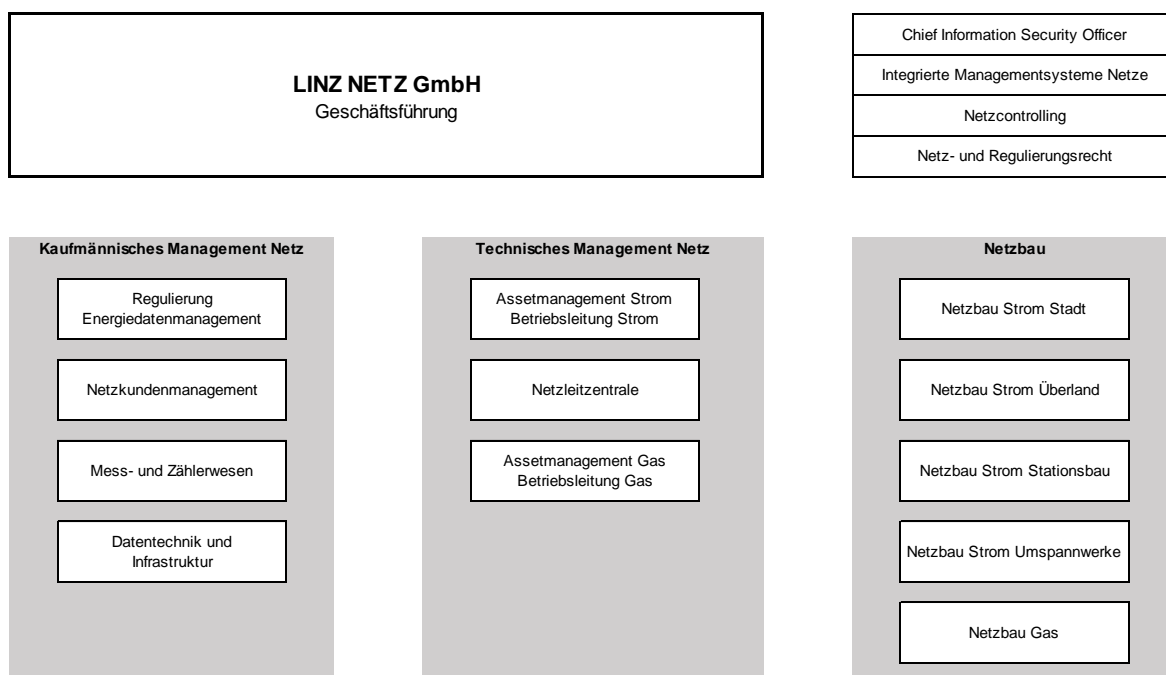 LINZ NETZ GmbH
Geschäftsführung
Chief Information Security Officer
Integrierte Managementsysteme Netze
Netzcontrolling
Netz- und Regulierungsrecht
Kaufmännisches Management Netz
Regulierung
Energiedatenmanagement
Netzkundenmanagement
Mess- und Zählerwesen
Datentechnik und
Infrastruktur
Technisches Management Netz
Assetmanagement Strom
Betriebsleitung Strom
Netzleitzentrale
Assetmanagement Gas
Betriebsleitung Gas
Netzbau
Netzbau Strom Stadt
Netzbau Strom Überland
Netzbau Strom Stationsbau
Netzbau Strom Umspannwerke
Netzbau Gas